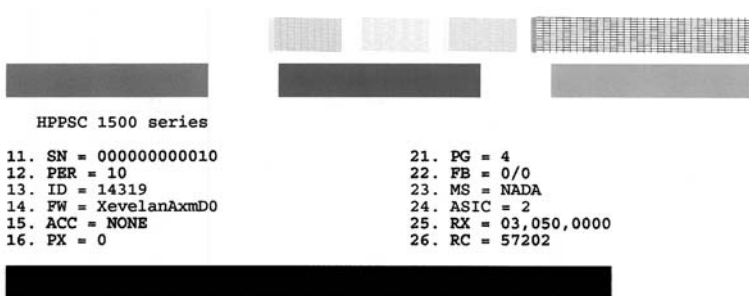 HPPSC 1500 series
11. SN = 000000000010
12. PER = 10
13. ID = 14319
14. FW = XevelanAxmD0
15. ACC = NONE
16. PX = 0
21. PG = 4
22. FB = 0/0
23. MS = NADA
24. ASIC = 2
25. RX = 03,050,0000
26. RC = 57202